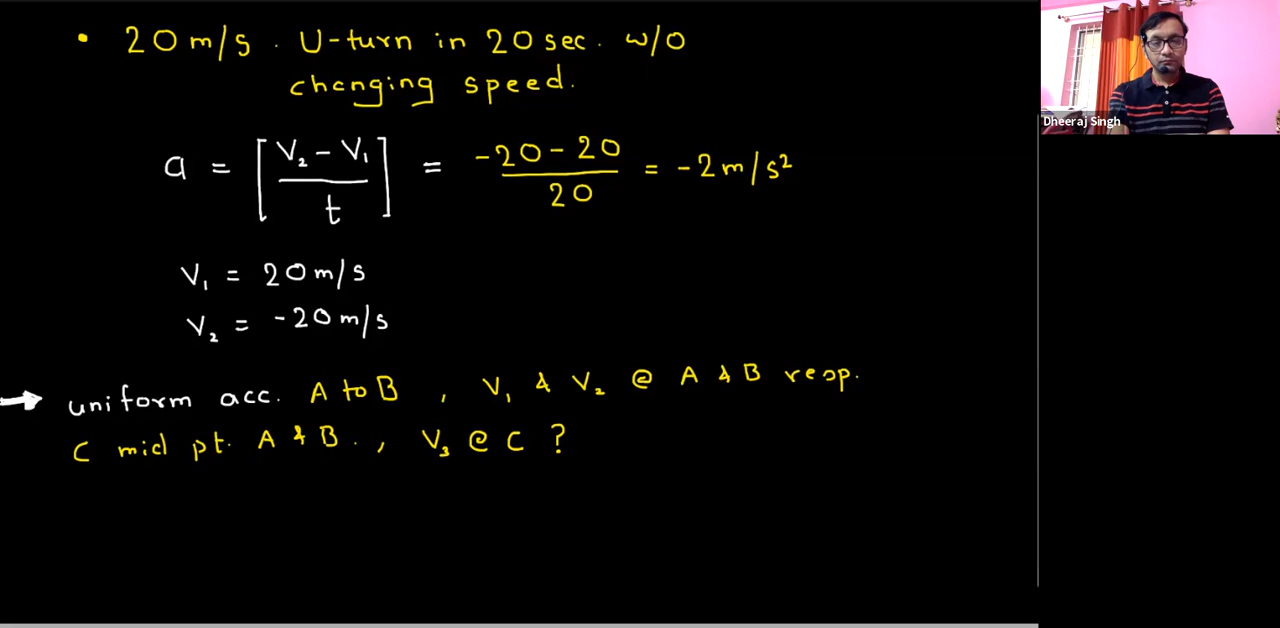 • 20 m/s. U-turn in 20 sec. w/o
changing speed.
a = [V₂ - V₁ / t] = -20 - 20 / 20 = -2 m/s²
V₁ = 20 m/s
V₂ = -20 m/s
→ uniform acc. A to B, V₁ & V₂ @ A & B resp.
C mid pt. A & B., V₃ @ C ?
Dheeraj Singh